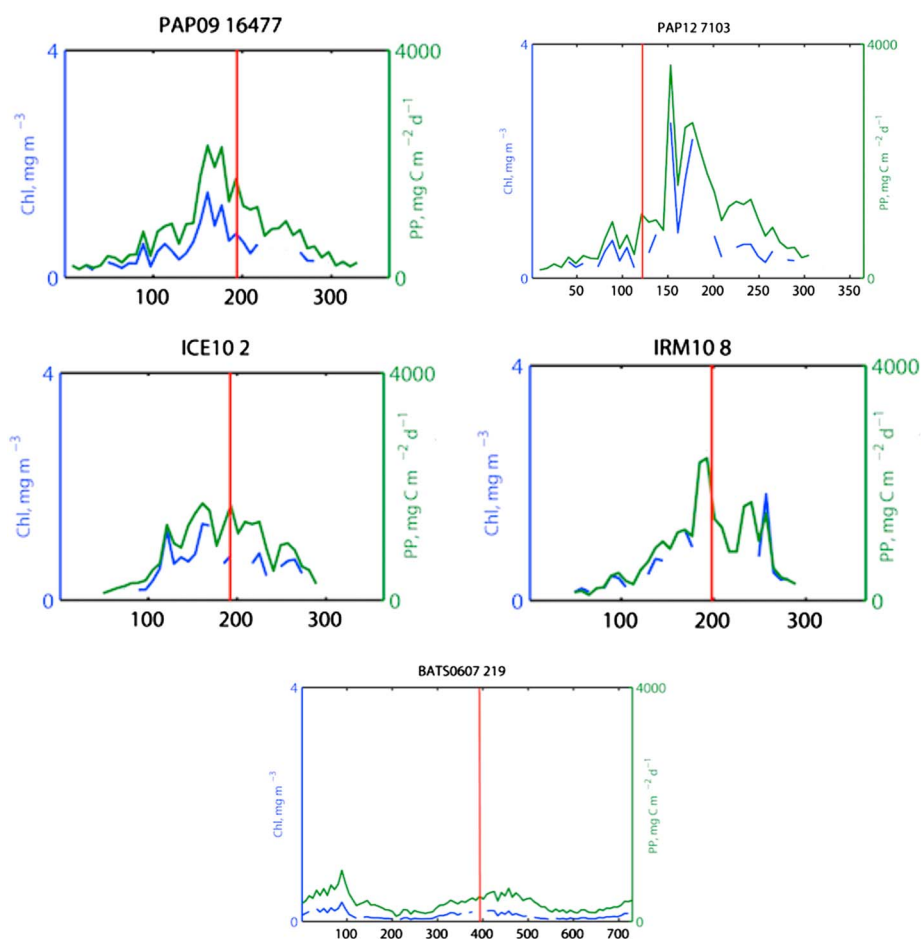 PAP09 16477
4
4000
Chl, mg m⁻³
PP, mg C m⁻² d⁻¹
0
0
100 200 300
PAP12 7103
4
4000
Chl, mg m⁻³
PP, mg C m⁻² d⁻¹
0
0
50 100 150 200 250 300 350
ICE10 2
4
4000
Chl, mg m⁻³
PP, mg C m⁻² d⁻¹
0
0
100 200 300
IRM10 8
4
4000
Chl, mg m⁻³
PP, mg C m⁻² d⁻¹
0
0
100 200 300
BATS0607 219
4
4000
Chl, mg m⁻³
PP, mg C m⁻² d⁻¹
0
0
100 200 300 400 500 600 700